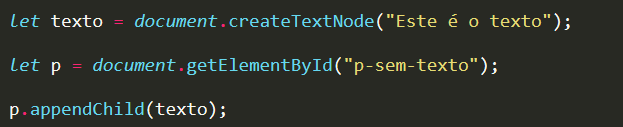 let texto = document.createTextNode("Este é o texto");
let p = document.getElementById("p-sem-texto");
p.appendChild(texto);